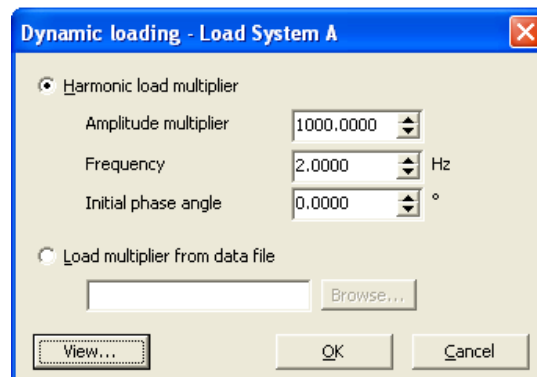 Dynamic loading - Load System A
Harmonic load multiplier
Amplitude multiplier 1000.0000
Frequency 2.0000 Hz
Initial phase angle 0.0000 °
Load multiplier from data file
Browse...
View... OK Cancel